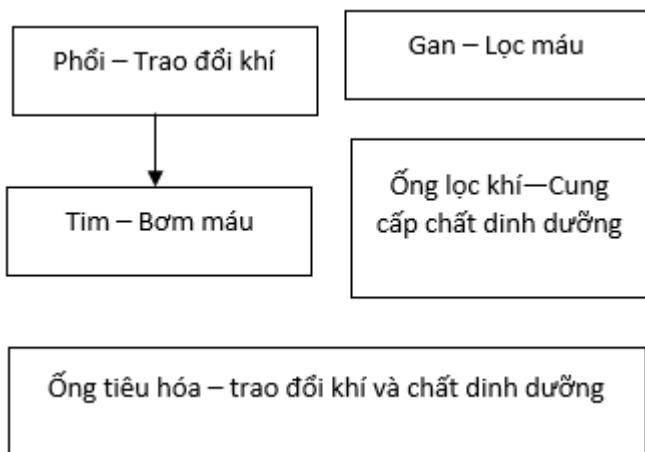 Phổi – Trao đổi khí
Gan – Lọc máu
Tim – Bơm máu
Ống lọc khí—Cung
cấp chất dinh dưỡng
Ống tiêu hóa – trao đổi khí và chất dinh dưỡng